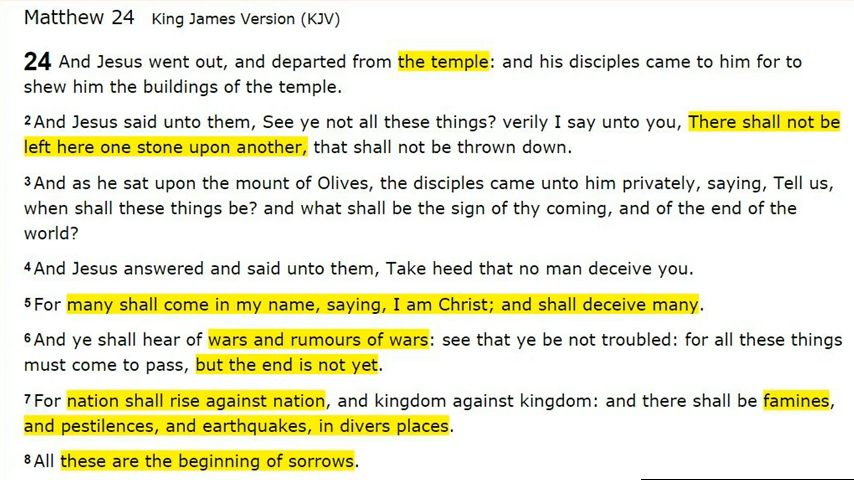 Matthew 24 King James Version (KJV)
24 And Jesus went out, and departed from the temple: and his disciples came to him for to
shew him the buildings of the temple.
2 And Jesus said unto them, See ye not all these things? verily I say unto you, There shall not be
left here one stone upon another, that shall not be thrown down.
3 And as he sat upon the mount of Olives, the disciples came unto him privately, saying, Tell us,
when shall these things be? and what shall be the sign of thy coming, and of the end of the
world?
4 And Jesus answered and said unto them, Take heed that no man deceive you.
5 For many shall come in my name, saying, I am Christ; and shall deceive many.
6 And ye shall hear of wars and rumours of wars: see that ye be not troubled: for all these things
must come to pass, but the end is not yet.
7 For nation shall rise against nation, and kingdom against kingdom: and there shall be famines,
and pestilences, and earthquakes, in divers places.
8 All these are the beginning of sorrows.